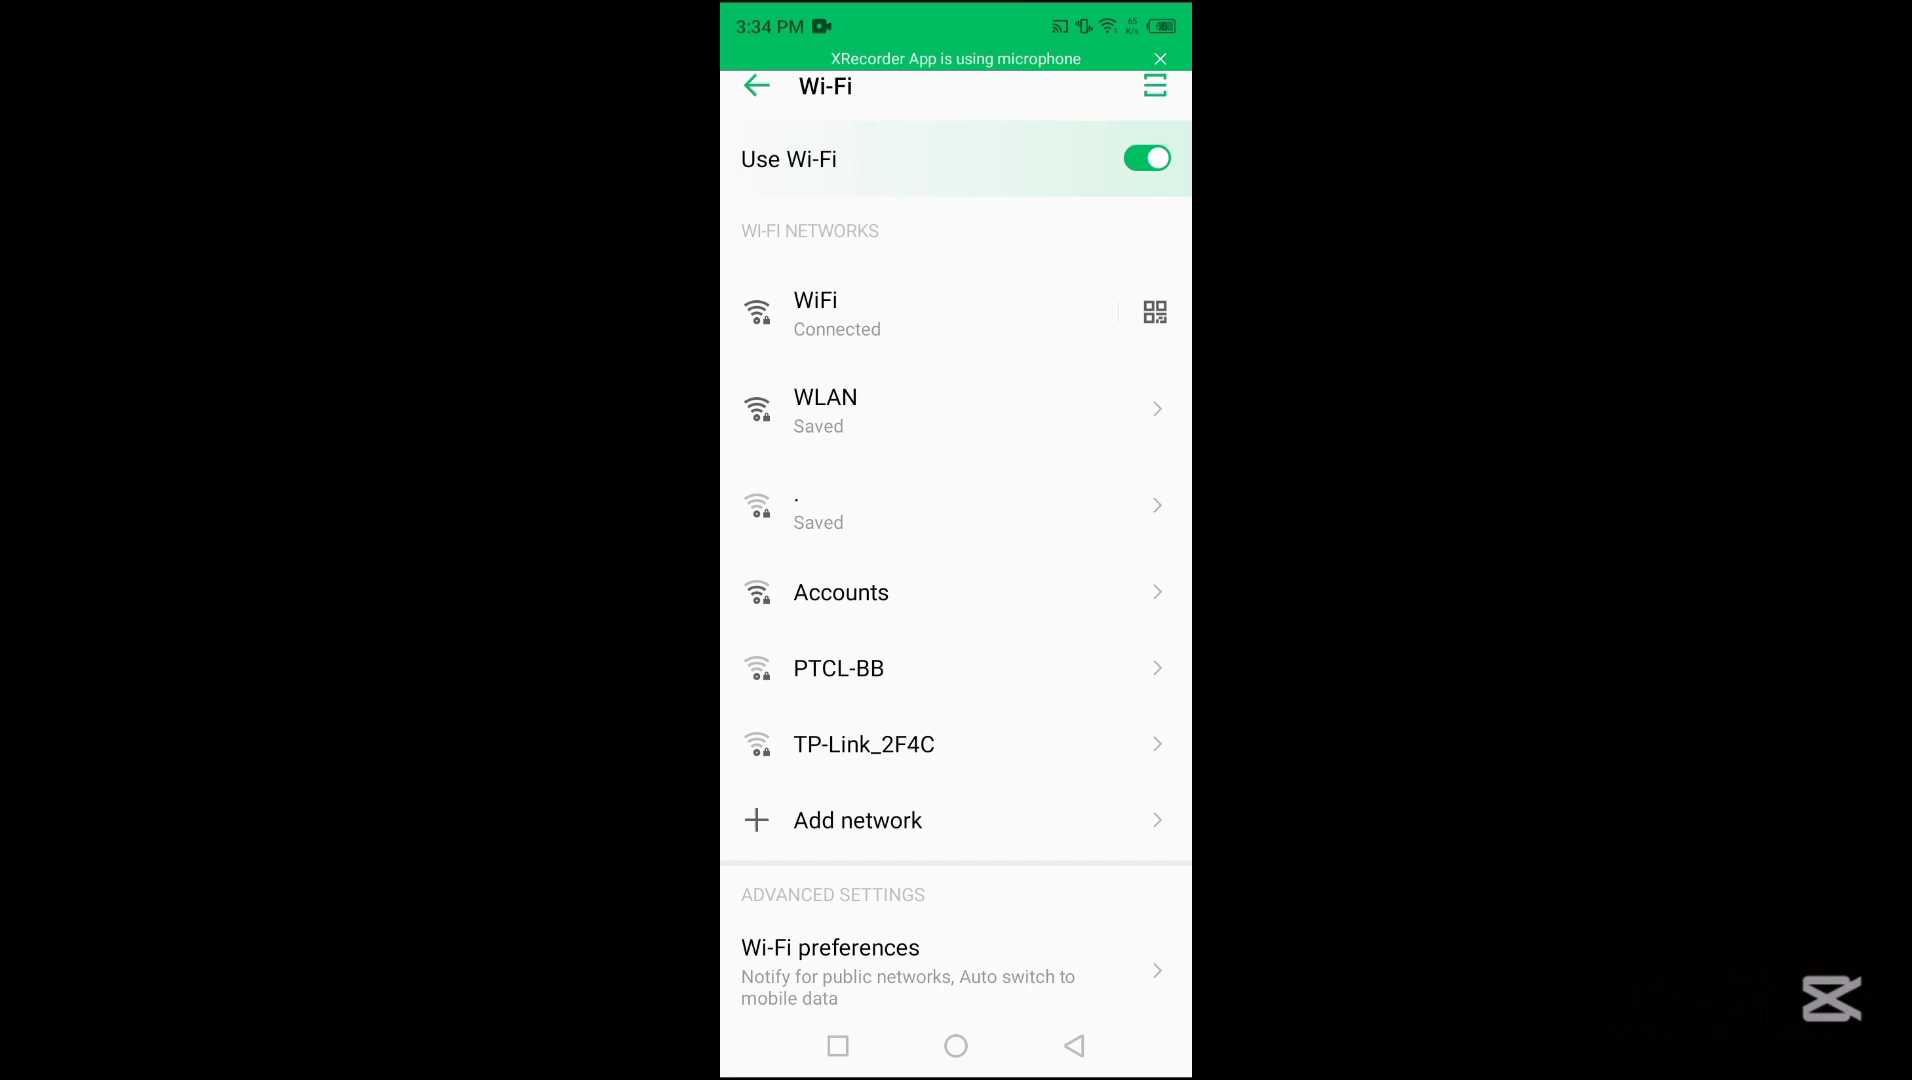 3:34 PM
65
K/s
XRecorder App is using microphone
Wi-Fi
Use Wi-Fi
WI-FI NETWORKS
WiFi
Connected
WLAN
Saved
.
Saved
Accounts
PTCL-BB
TP-Link_2F4C
Add network
ADVANCED SETTINGS
Wi-Fi preferences
Notify for public networks, Auto switch to
mobile data